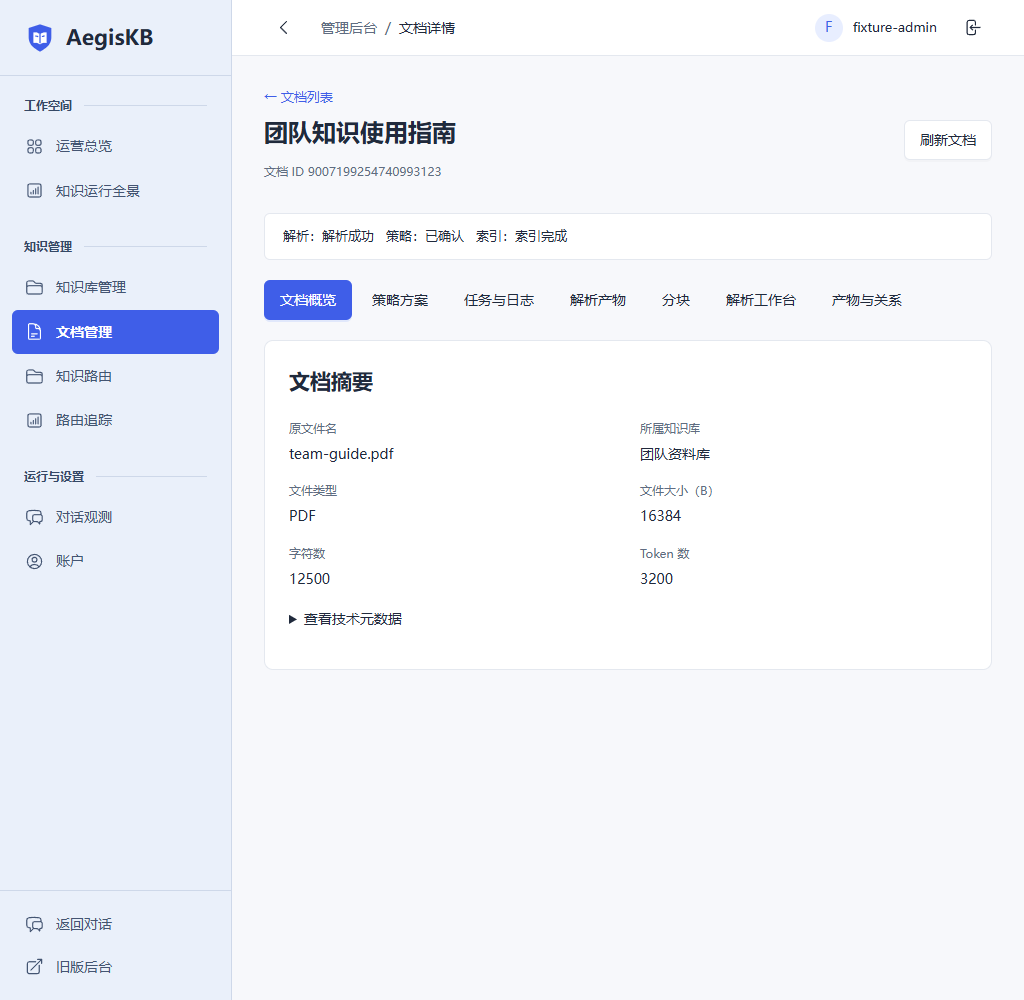 AegisKB
工作空间
运营总览
知识运行全景
知识管理
知识库管理
文档管理
知识路由
路由追踪
运行与设置
对话观测
账户
返回对话
旧版后台
管理后台 / 文档详情
F fixture-admin
← 文档列表
团队知识使用指南
文档 ID 9007199254740993123
刷新文档
解析：解析成功 策略：已确认 索引：索引完成
文档概览 策略方案 任务与日志 解析产物 分块 解析工作台 产物与关系
文档摘要
原文件名 所属知识库
team-guide.pdf 团队资料库
文件类型 文件大小（B）
PDF 16384
字符数 Token 数
12500 3200
▶ 查看技术元数据